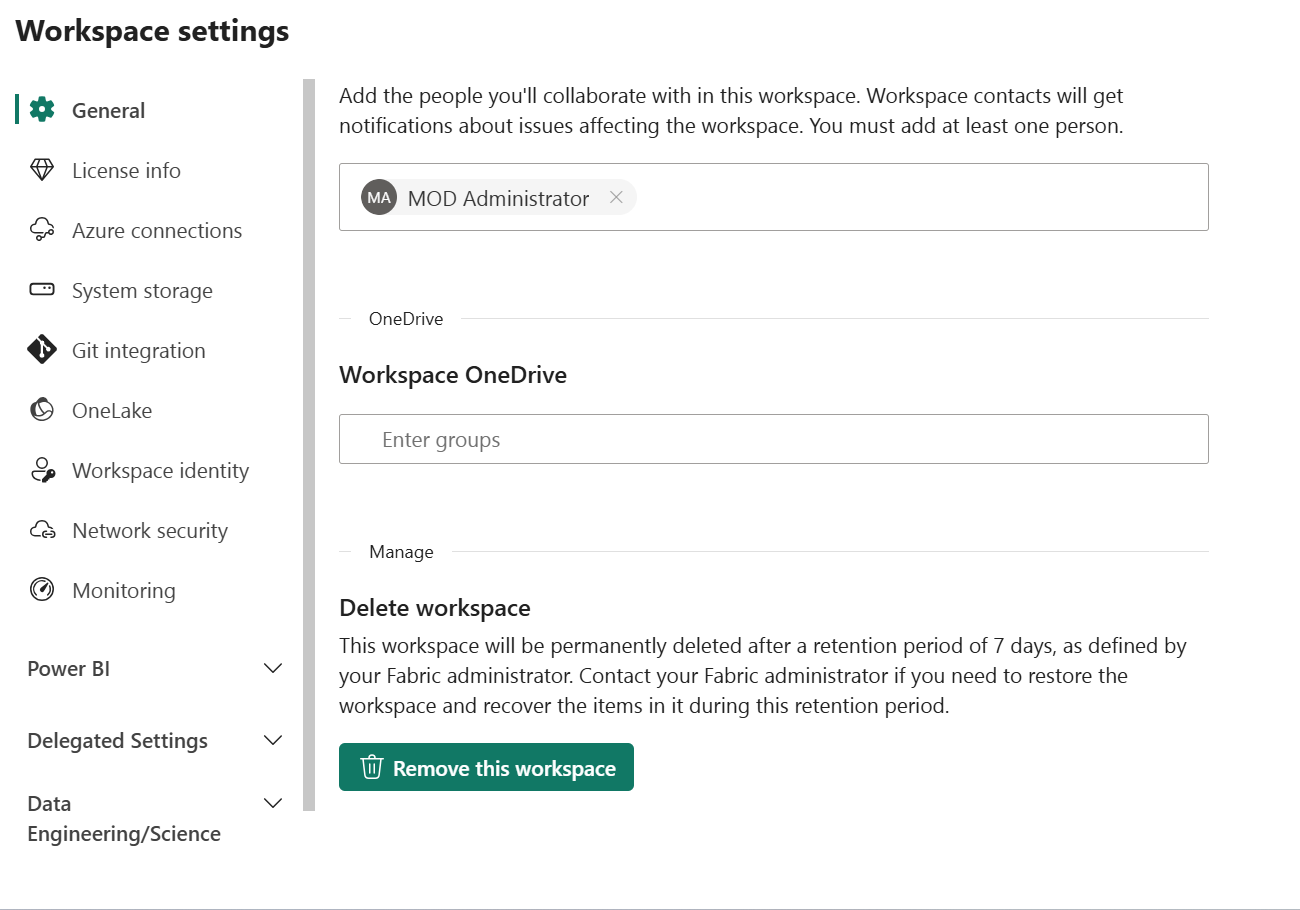 Workspace settings
General
License info
Azure connections
System storage
Git integration
OneLake
Workspace identity
Network security
Monitoring
Power BI
Delegated Settings
Data
Engineering/Science
Add the people you'll collaborate with in this workspace. Workspace contacts will get
notifications about issues affecting the workspace. You must add at least one person.
MA MOD Administrator
OneDrive
Workspace OneDrive
Enter groups
Manage
Delete workspace
This workspace will be permanently deleted after a retention period of 7 days, as defined by
your Fabric administrator. Contact your Fabric administrator if you need to restore the
workspace and recover the items in it during this retention period.
Remove this workspace